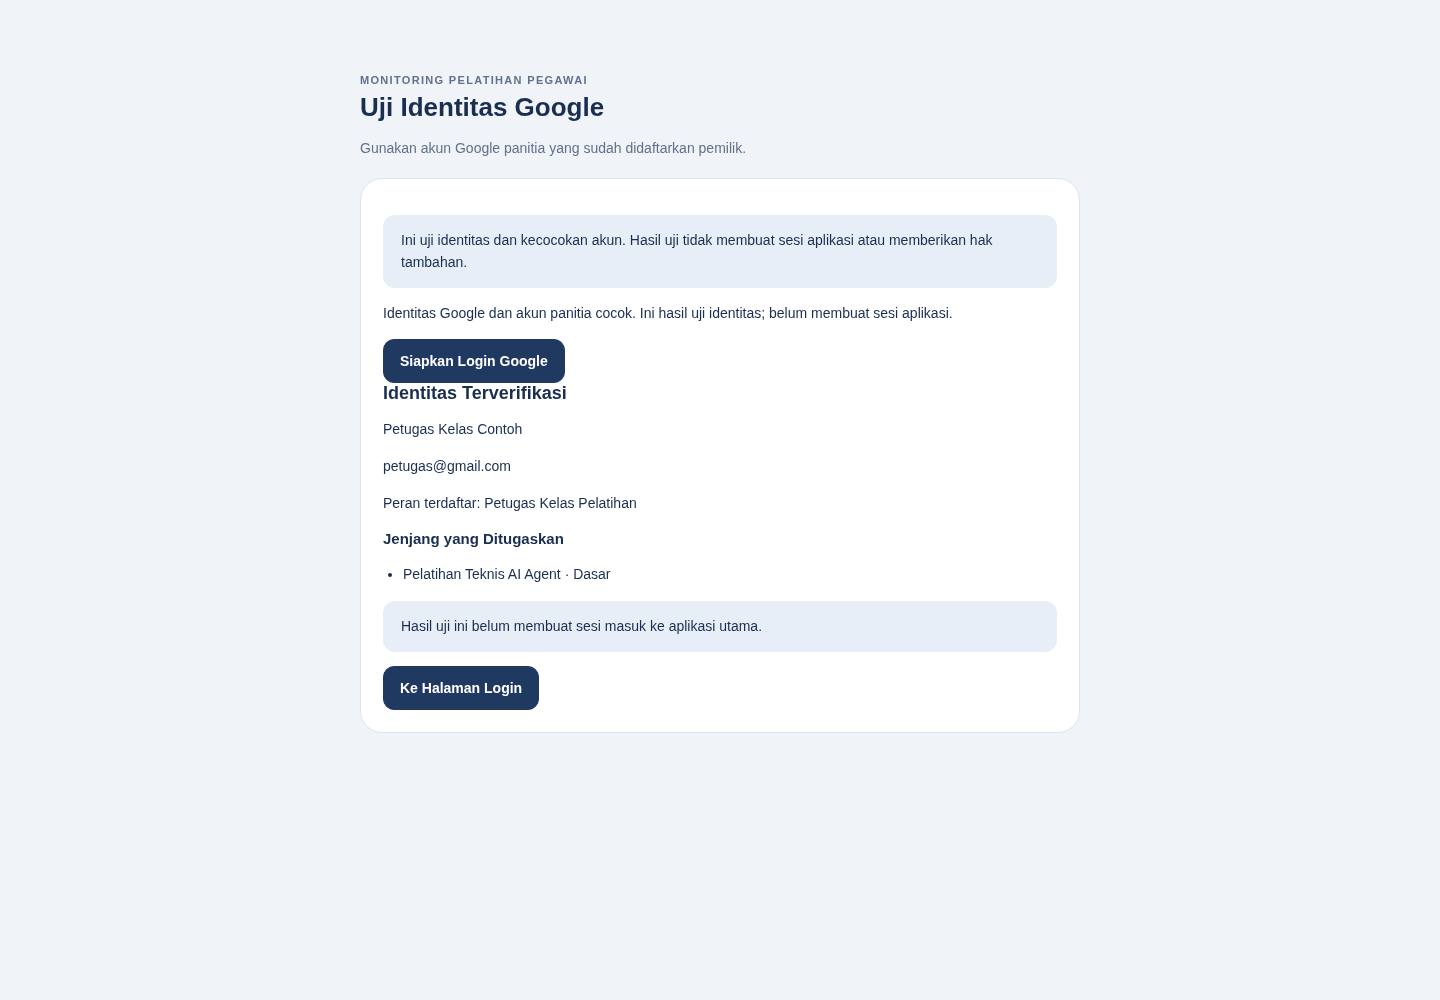 MONITORING PELATIHAN PEGAWAI
Uji Identitas Google
Gunakan akun Google panitia yang sudah didaftarkan pemilik.
Ini uji identitas dan kecocokan akun. Hasil uji tidak membuat sesi aplikasi atau memberikan hak
tambahan.
Identitas Google dan akun panitia cocok. Ini hasil uji identitas; belum membuat sesi aplikasi.
Siapkan Login Google
Identitas Terverifikasi
Petugas Kelas Contoh
petugas@gmail.com
Peran terdaftar: Petugas Kelas Pelatihan
Jenjang yang Ditugaskan
• Pelatihan Teknis AI Agent · Dasar
Hasil uji ini belum membuat sesi masuk ke aplikasi utama.
Ke Halaman Login